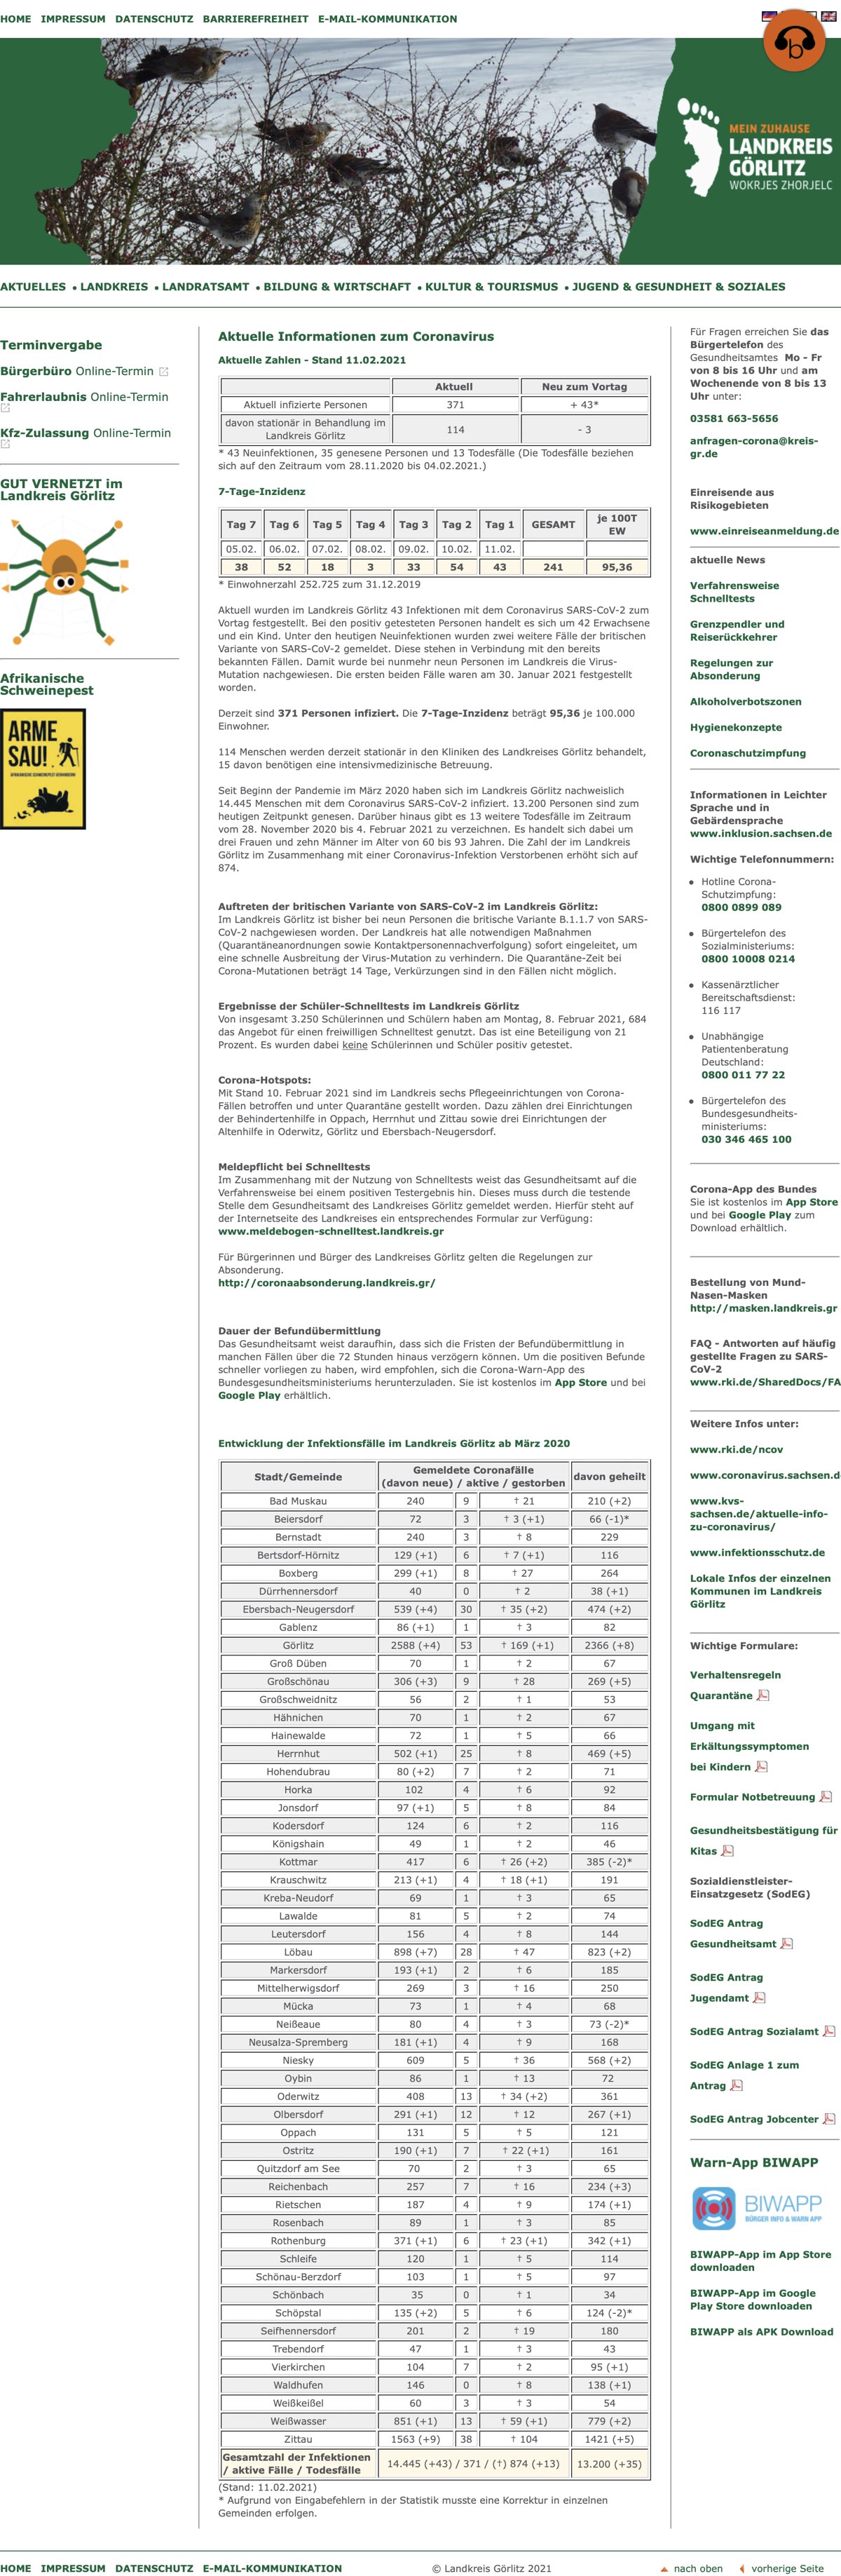 HOME IMPRESSUM DATENSCHUTZ BARRIEREFREIHEIT E-MAIL-KOMMUNIKATION
b
MEIN ZUHAUSE
LANDKREIS
GÖRLITZ
WOKRJES ZHORJELC
AKTUELLES • LANDKREIS • LANDRATSAMT • BILDUNG & WIRTSCHAFT • KULTUR & TOURISMUS • JUGEND & GESUNDHEIT & SOZIALES
Terminvergabe
Bürgerbüro Online-Termin
Fahrerlaubnis Online-Termin
Kfz-Zulassung Online-Termin
GUT VERNETZT im
Landkreis Görlitz
Afrikanische
Schweinepest
ARME
SAU!
Aktuelle Informationen zum Coronavirus
Aktuelle Zahlen - Stand 11.02.2021
Aktuell Neu zum Vortag
Aktuell infizierte Personen 371 + 43*
davon stationär in Behandlung im
Landkreis Görlitz 114 - 3
* 43 Neuinfektionen, 35 genesene Personen und 13 Todesfälle (Die Todesfälle beziehen
sich auf den Zeitraum vom 28.11.2020 bis 04.02.2021.)
7-Tage-Inzidenz
Tag 7 Tag 6 Tag 5 Tag 4 Tag 3 Tag 2 Tag 1 GESAMT je 100T
EW
05.02. 06.02. 07.02. 08.02. 09.02. 10.02. 11.02.
38 52 18 3 33 54 43 241 95,36
* Einwohnerzahl 252.725 zum 31.12.2019
Aktuell wurden im Landkreis Görlitz 43 Infektionen mit dem Coronavirus SARS-CoV-2 zum
Vortag festgestellt. Bei den positiv getesteten Personen handelt es sich um 42 Erwachsene
und ein Kind. Unter den heutigen Neuinfektionen wurden zwei weitere Fälle der britischen
Variante von SARS-CoV-2 gemeldet. Diese stehen in Verbindung mit den bereits
bekannten Fällen. Damit wurde bei nunmehr neun Personen im Landkreis die Virus-
Mutation nachgewiesen. Die ersten beiden Fälle waren am 30. Januar 2021 festgestellt
worden.
Derzeit sind 371 Personen infiziert. Die 7-Tage-Inzidenz beträgt 95,36 je 100.000
Einwohner.
114 Menschen werden derzeit stationär in den Kliniken des Landkreises Görlitz behandelt,
15 davon benötigen eine intensivmedizinische Betreuung.
Seit Beginn der Pandemie im März 2020 haben sich im Landkreis Görlitz nachweislich
14.445 Menschen mit dem Coronavirus SARS-CoV-2 infiziert. 13.200 Personen sind zum
heutigen Zeitpunkt genesen. Darüber hinaus gibt es 13 weitere Todesfälle im Zeitraum
vom 28. November 2020 bis 4. Februar 2021 zu verzeichnen. Es handelt sich dabei um
drei Frauen und zehn Männer im Alter von 60 bis 93 Jahren. Die Zahl der im Landkreis
Görlitz im Zusammenhang mit einer Coronavirus-Infektion Verstorbenen erhöht sich auf
874.
Auftreten der britischen Variante von SARS-CoV-2 im Landkreis Görlitz:
Im Landkreis Görlitz ist bisher bei neun Personen die britische Variante B.1.1.7 von SARS-
CoV-2 nachgewiesen worden. Der Landkreis hat alle notwendigen Maßnahmen
(Quarantäneanordnungen sowie Kontaktpersonennachverfolgung) sofort eingeleitet, um
eine schnelle Ausbreitung der Virus-Mutation zu verhindern. Die Quarantäne-Zeit bei
Corona-Mutationen beträgt 14 Tage, Verkürzungen sind in den Fällen nicht möglich.
Ergebnisse der Schüler-Schnelltests im Landkreis Görlitz
Von insgesamt 3.250 Schülerinnen und Schülern haben am Montag, 8. Februar 2021, 684
das Angebot für einen freiwilligen Schnelltest genutzt. Das ist eine Beteiligung von 21
Prozent. Es wurden dabei keine Schülerinnen und Schüler positiv getestet.
Corona-Hotspots:
Mit Stand 10. Februar 2021 sind im Landkreis sechs Pflegeeinrichtungen von Corona-
Fällen betroffen und unter Quarantäne gestellt worden. Dazu zählen drei Einrichtungen
der Behindertenhilfe in Oppach, Herrnhut und Zittau sowie drei Einrichtungen der
Altenhilfe in Oderwitz, Görlitz und Ebersbach-Neugersdorf.
Meldepflicht bei Schnelltests
Im Zusammenhang mit der Nutzung von Schnelltests weist das Gesundheitsamt auf die
Verfahrensweise bei einem positiven Testergebnis hin. Dieses muss durch die testende
Stelle dem Gesundheitsamt des Landkreises Görlitz gemeldet werden. Hierfür steht auf
der Internetseite des Landkreises ein entsprechendes Formular zur Verfügung:
www.meldebogen-schnelltest.landkreis.gr
Für Bürgerinnen und Bürger des Landkreises Görlitz gelten die Regelungen zur
Absonderung.
http://coronaabsonderung.landkreis.gr/
Dauer der Befundübermittlung
Das Gesundheitsamt weist daraufhin, dass sich die Fristen der Befundübermittlung in
manchen Fällen über die 72 Stunden hinaus verzögern können. Um die positiven Befunde
schneller vorliegen zu haben, wird empfohlen, sich die Corona-Warn-App des
Bundesgesundheitsministeriums herunterzuladen. Sie ist kostenlos im App Store und bei
Google Play erhältlich.
Entwicklung der Infektionsfälle im Landkreis Görlitz ab März 2020
Stadt/Gemeinde Gemeldete Coronafälle
(davon neue) / aktive / gestorben davon geheilt
Bad Muskau 240 9 † 21 210 (+2)
Beiersdorf 72 3 † 3 (+1) 66 (-1)*
Bernstadt 240 3 † 8 229
Bertsdorf-Hörnitz 129 (+1) 6 † 7 (+1) 116
Boxberg 299 (+1) 8 † 27 264
Dürrhennersdorf 40 0 † 2 38 (+1)
Ebersbach-Neugersdorf 539 (+4) 30 † 35 (+2) 474 (+2)
Gablenz 86 (+1) 1 † 3 82
Görlitz 2588 (+4) 53 † 169 (+1) 2366 (+8)
Groß Düben 70 1 † 2 67
Großschönau 306 (+3) 9 † 28 269 (+5)
Großschweidnitz 56 2 † 1 53
Hähnichen 70 1 † 2 67
Hainewalde 72 1 † 5 66
Herrnhut 502 (+1) 25 † 8 469 (+5)
Hohendubrau 80 (+2) 7 † 2 71
Horka 102 4 † 6 92
Jonsdorf 97 (+1) 5 † 8 84
Kodersdorf 124 6 † 2 116
Königshain 49 1 † 2 46
Kottmar 417 6 † 26 (+2) 385 (-2)*
Krauschwitz 213 (+1) 4 † 18 (+1) 191
Kreba-Neudorf 69 1 † 3 65
Lawalde 81 5 † 2 74
Leutersdorf 156 4 † 8 144
Löbau 898 (+7) 28 † 47 823 (+2)
Markersdorf 193 (+1) 2 † 6 185
Mittelherwigsdorf 269 3 † 16 250
Mücka 73 1 † 4 68
Neißeaue 80 4 † 3 73 (-2)*
Neusalza-Spremberg 181 (+1) 4 † 9 168
Niesky 609 5 † 36 568 (+2)
Oybin 86 1 † 13 72
Oderwitz 408 13 † 34 (+2) 361
Olbersdorf 291 (+1) 12 † 12 267 (+1)
Oppach 131 5 † 5 121
Ostritz 190 (+1) 7 † 22 (+1) 161
Quitzdorf am See 70 2 † 3 65
Reichenbach 257 7 † 16 234 (+3)
Rietschen 187 4 † 9 174 (+1)
Rosenbach 89 1 † 3 85
Rothenburg 371 (+1) 6 † 23 (+1) 342 (+1)
Schleife 120 1 † 5 114
Schönau-Berzdorf 103 1 † 5 97
Schönbach 35 0 † 1 34
Schöpstal 135 (+2) 5 † 6 124 (-2)*
Seifhennersdorf 201 2 † 19 180
Trebendorf 47 1 † 3 43
Vierkirchen 104 7 † 2 95 (+1)
Waldhufen 146 0 † 8 138 (+1)
Weißkeißel 60 3 † 3 54
Weißwasser 851 (+1) 13 † 59 (+1) 779 (+2)
Zittau 1563 (+9) 38 † 104 1421 (+5)
Gesamtzahl der Infektionen
/ aktive Fälle / Todesfälle 14.445 (+43) / 371 / (†) 874 (+13) 13.200 (+35)
(Stand: 11.02.2021)
* Aufgrund von Eingabefehlern in der Statistik musste eine Korrektur in einzelnen
Gemeinden erfolgen.
Für Fragen erreichen Sie das
Bürgertelefon des
Gesundheitsamtes Mo - Fr
von 8 bis 16 Uhr und am
Wochenende von 8 bis 13
Uhr unter:
03581 663-5656
anfragen-corona@kreis-
gr.de
Einreisende aus
Risikogebieten
www.einreiseanmeldung.de
aktuelle News
Verfahrensweise
Schnelltests
Grenzpendler und
Reiserückkehrer
Regelungen zur
Absonderung
Alkoholverbotszonen
Hygienekonzepte
Coronaschutzimpfung
Informationen in Leichter
Sprache und in
Gebärdensprache
www.inklusion.sachsen.de
Wichtige Telefonnummern:
• Hotline Corona-
Schutzimpfung:
0800 0899 089
• Bürgertelefon des
Sozialministeriums:
0800 10008 0214
• Kassenärztlicher
Bereitschaftsdienst:
116 117
• Unabhängige
Patientenberatung
Deutschland:
0800 011 77 22
• Bürgertelefon des
Bundesgesundheits-
ministeriums:
030 346 465 100
Corona-App des Bundes
Sie ist kostenlos im App Store
und bei Google Play zum
Download erhältlich.
Bestellung von Mund-
Nasen-Masken
http://masken.landkreis.gr
FAQ - Antworten auf häufig
gestellte Fragen zu SARS-
CoV-2
www.rki.de/SharedDocs/FA
Weitere Infos unter:
www.rki.de/ncov
www.coronavirus.sachsen.d
www.kvs-
sachsen.de/aktuelle-info-
zu-coronavirus/
www.infektionsschutz.de
Lokale Infos der einzelnen
Kommunen im Landkreis
Görlitz
Wichtige Formulare:
Verhaltensregeln
Quarantäne
Umgang mit
Erkältungssymptomen
bei Kindern
Formular Notbetreuung
Gesundheitsbestätigung für
Kitas
Sozialdienstleister-
Einsatzgesetz (SodEG)
SodEG Antrag
Gesundheitsamt
SodEG Antrag
Jugendamt
SodEG Antrag Sozialamt
SodEG Anlage 1 zum
Antrag
SodEG Antrag Jobcenter
Warn-App BIWAPP
BIWAPP
BÜRGER INFO & WARN APP
BIWAPP-App im App Store
downloaden
BIWAPP-App im Google
Play Store downloaden
BIWAPP als APK Download
HOME IMPRESSUM DATENSCHUTZ E-MAIL-KOMMUNIKATION
© Landkreis Görlitz 2021
nach oben vorherige Seite